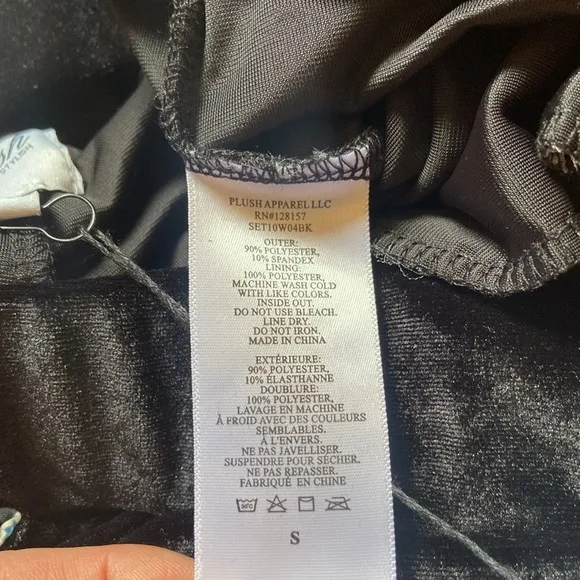 STYLISH
PLUSH APPAREL LLC
RN#128157
SET10W04BK
OUTER:
90% POLYESTER,
10% SPANDEX
LINING:
100% POLYESTER,
MACHINE WASH COLD
WITH LIKE COLORS.
INSIDE OUT.
DO NOT USE BLEACH.
LINE DRY.
DO NOT IRON.
MADE IN CHINA
EXTÉRIEURE:
90% POLYESTER,
10% ÉLASTHANNE
DOUBLURE:
100% POLYESTER,
LAVAGE EN MACHINE
À FROID AVEC DES COULEURS
SEMBLABLES.
À L'ENVERS.
NE PAS JAVELLISER.
SUSPENDRE POUR SÉCHER.
NE PAS REPASSER.
FABRIQUÉ EN CHINE
S